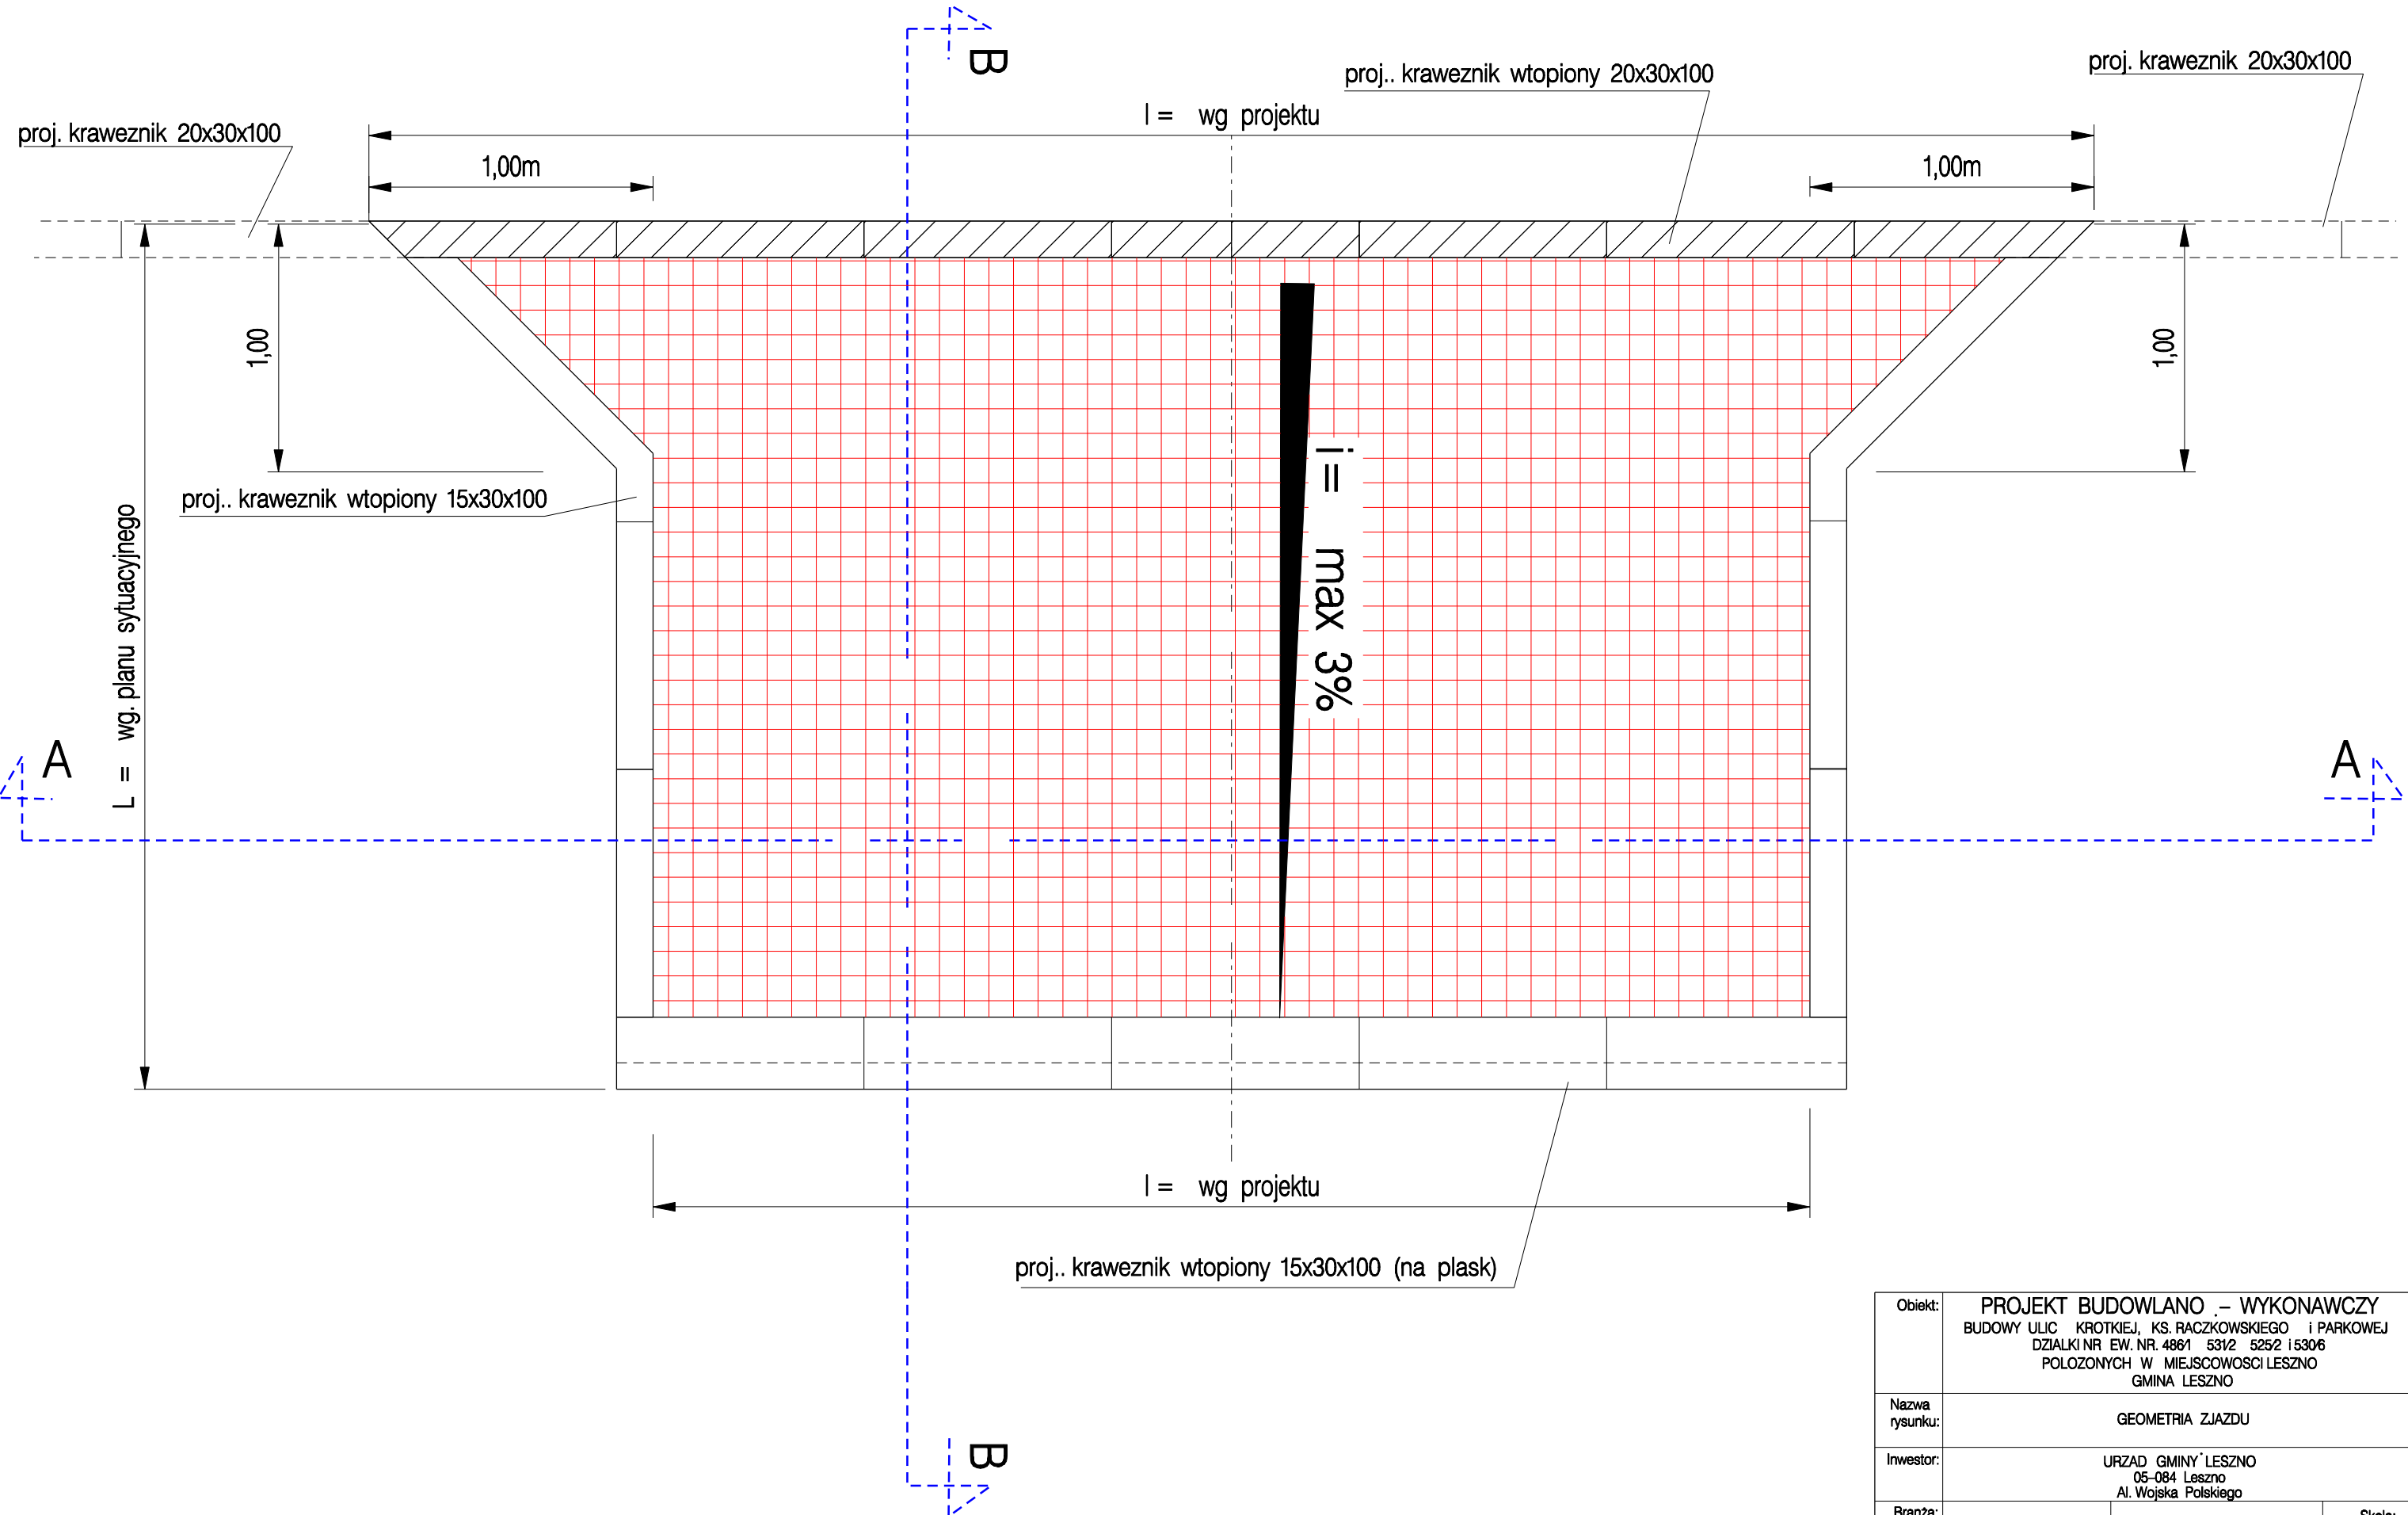 B
proj.. kraweznik wtopiony 20x30x100
proj. kraweznik 20x30x100
l = wg projektu
proj. kraweznik 20x30x100
1,00m
1,00m
1,00
1,00
i= max 3%
proj.. kraweznik wtopiony 15x30x100
L = wg. planu sytuacyjnego
A
A
l = wg projektu
proj.. kraweznik wtopiony 15x30x100 (na plask)
B
Obiekt:
PROJEKT BUDOWLANO .- WYKONAWCZY
BUDOWY ULIC KROTKIEJ, KS. RACZKOWSKIEGO i PARKOWEJ
DZIALKI NR EW. NR. 486/1 531/2 525/2 i 530/6
POLOZONYCH W MIEJSCOWOSCI LESZNO
GMINA LESZNO
Nazwa
rysunku:
GEOMETRIA ZJAZDU
Inwestor:
URZAD GMINY LESZNO
05-084 Leszno
Al. Wojska Polskiego
Branża:
Skala: